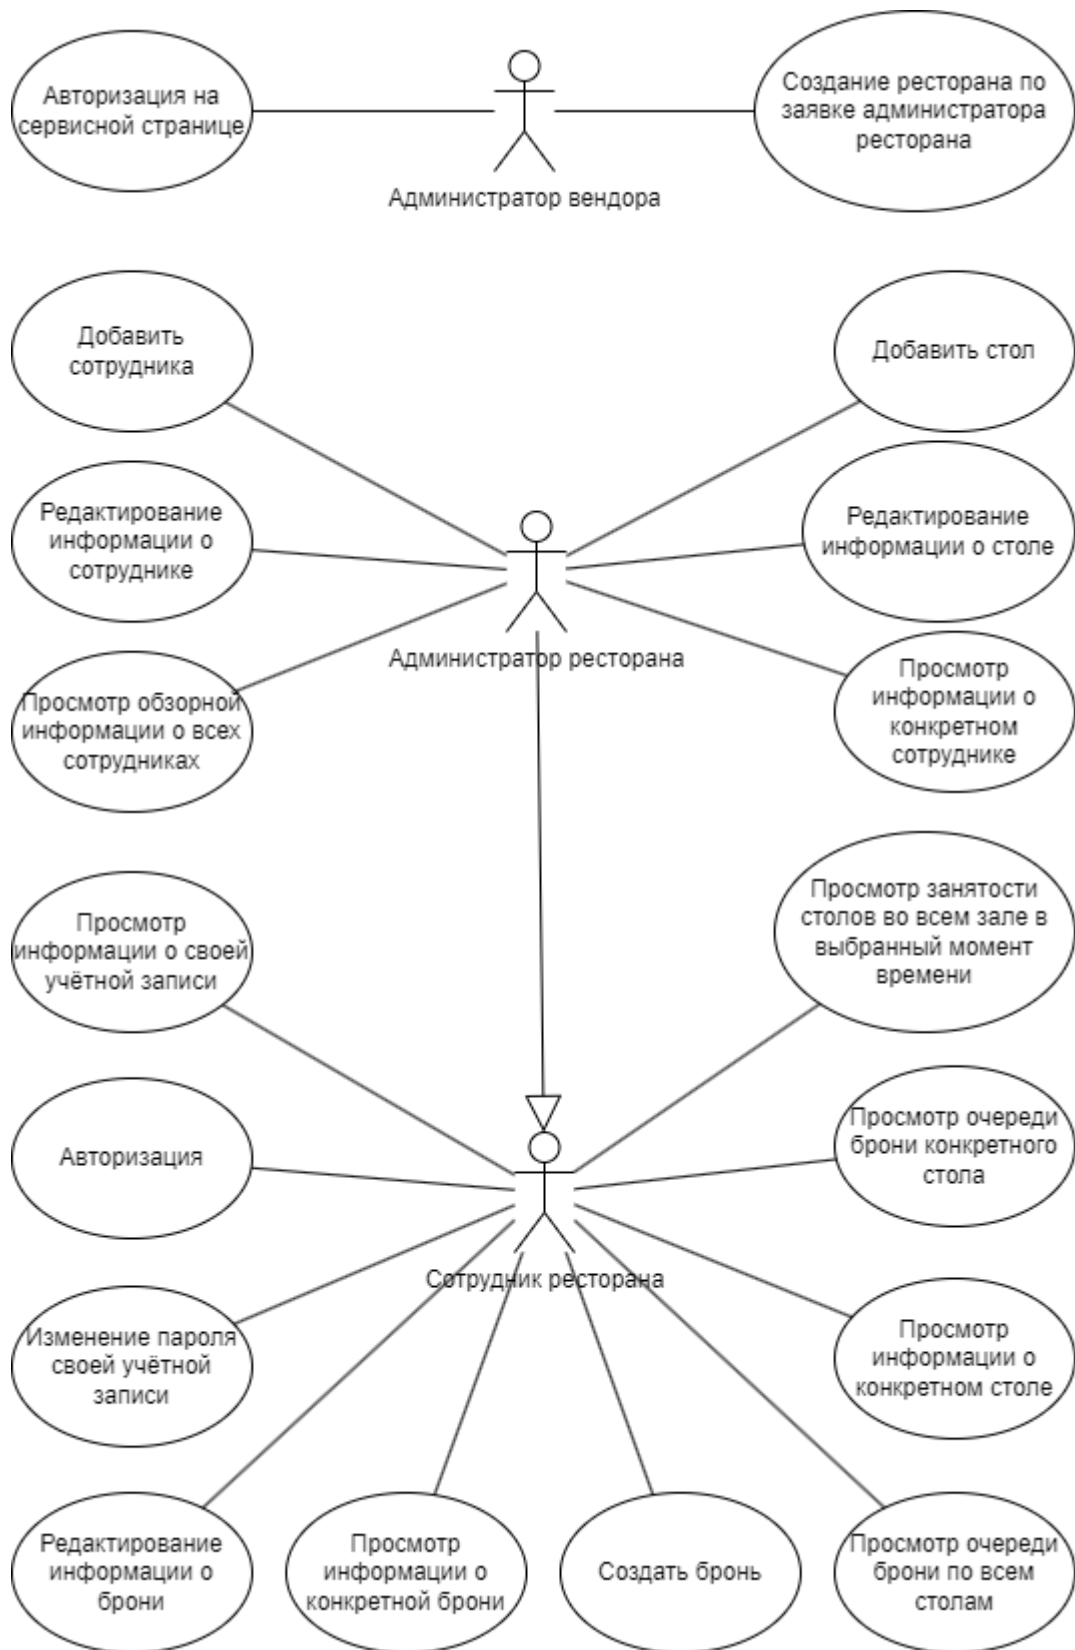 Авторизация на
сервисной странице
Создание ресторана по
заявке администратора
ресторана
Администратор вендора
Добавить
сотрудника
Добавить стол
Редактирование
информации о
сотруднике
Редактирование
информации о столе
Администратор ресторана
Просмотр обзорной
информации о всех
сотрудниках
Просмотр
информации о
конкретном
сотруднике
Просмотр
информации о своей
учётной записи
Просмотр занятости
столов во всем зале в
выбранный момент
времени
Авторизация
Просмотр очереди
брони конкретного
стола
Сотрудник ресторана
Изменение пароля
своей учётной
записи
Просмотр
информации о
конкретном столе
Редактирование
информации о
брони
Просмотр
информации о
конкретной брони
Создать бронь
Просмотр очереди
брони по всем
столам